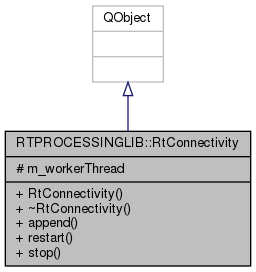 QObject
RTPROCESSINGLIB::RtConnectivity
# m_workerThread
+ RtConnectivity()
+ ~RtConnectivity()
+ append()
+ restart()
+ stop()